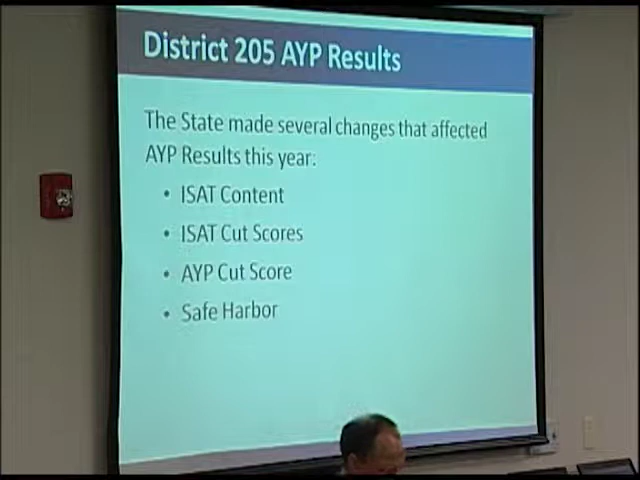 District 205 AYP Results
The State made several changes that affected
AYP Results this year:
• ISAT Content
• ISAT Cut Scores
• AYP Cut Score
• Safe Harbor